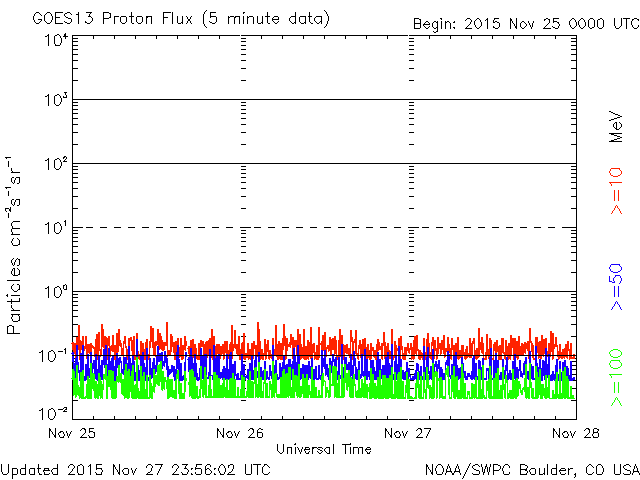 GOES13 Proton Flux (5 minute data)
Begin: 2015 Nov 25 0000 UTC
10⁴
10³
10²
10¹
10⁰
10⁻¹
10⁻²
Particles cm⁻²s⁻¹sr⁻¹
MeV
>=10
>=50
>=100
Nov 25 Nov 26 Nov 27 Nov 28
Universal Time
Updated 2015 Nov 27 23:56:02 UTC
NOAA/SWPC Boulder, CO USA